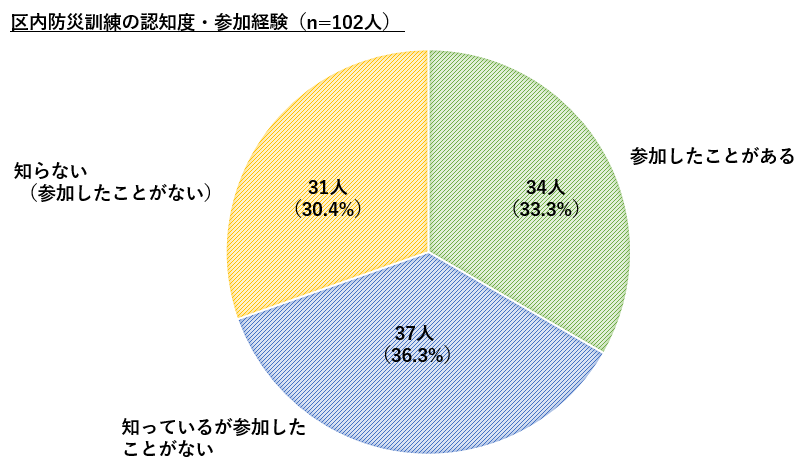 区内防災訓練の認知度・参加経験（n=102人）
参加したことがある
知らない
（参加したことがない）
31人
（30.4%）
34人
（33.3%）
37人
（36.3%）
知っているが参加した
ことがない